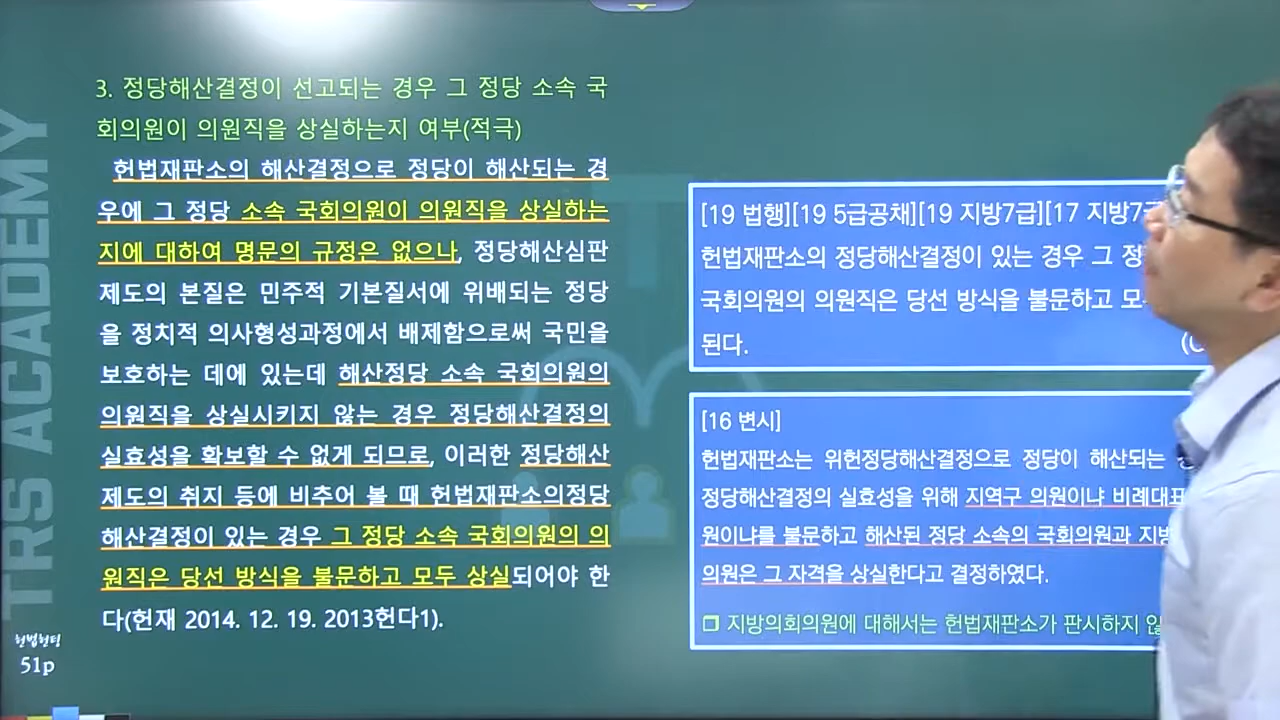 3. 정당해산결정이 선고되는 경우 그 정당 소속 국
회의원이 의원직을 상실하는지 여부(적극)
헌법재판소의 해산결정으로 정당이 해산되는 경
우에 그 정당 소속 국회의원이 의원직을 상실하는
지에 대하여 명문의 규정은 없으나, 정당해산심판
제도의 본질은 민주적 기본질서에 위배되는 정당
을 정치적 의사형성과정에서 배제함으로써 국민을
보호하는 데에 있는데 해산정당 소속 국회의원의
의원직을 상실시키지 않는 경우 정당해산결정의
실효성을 확보할 수 없게 되므로, 이러한 정당해산
제도의 취지 등에 비추어 볼 때 헌법재판소의정당
해산결정이 있는 경우 그 정당 소속 국회의원의 의
원직은 당선 방식을 불문하고 모두 상실되어야 한
다(헌재 2014. 12. 19. 2013헌다1).
[19 법행][19 5급공채][19 지방7급][17 지방7
헌법재판소의 정당해산결정이 있는 경우 그
국회의원의 의원직은 당선 방식을 불문하고
된다.
[16 변시]
헌법재판소는 위헌정당해산결정으로 정당이 해산되는
정당해산결정의 실효성을 위해 지역구 의원이냐 비례대표
원이냐를 불문하고 해산된 정당 소속의 국회의원과
의원은 그 자격을 상실한다고 결정하였다.
❒ 지방의회의원에 대해서는 헌법재판소가 판시하지
TRS ACADEMY
헌법헌팅
51p